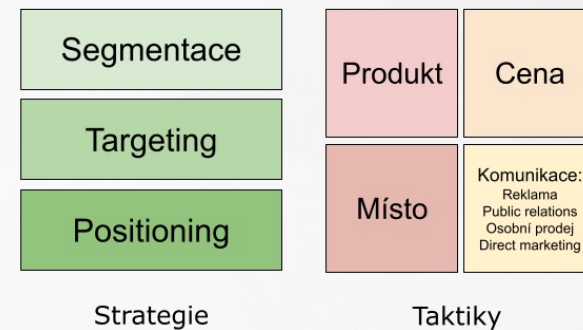 Segmentace
Targeting
Positioning
Strategie
Produkt
Cena
Místo
Komunikace:
Reklama
Public relations
Osobní prodej
Direct marketing
Taktiky